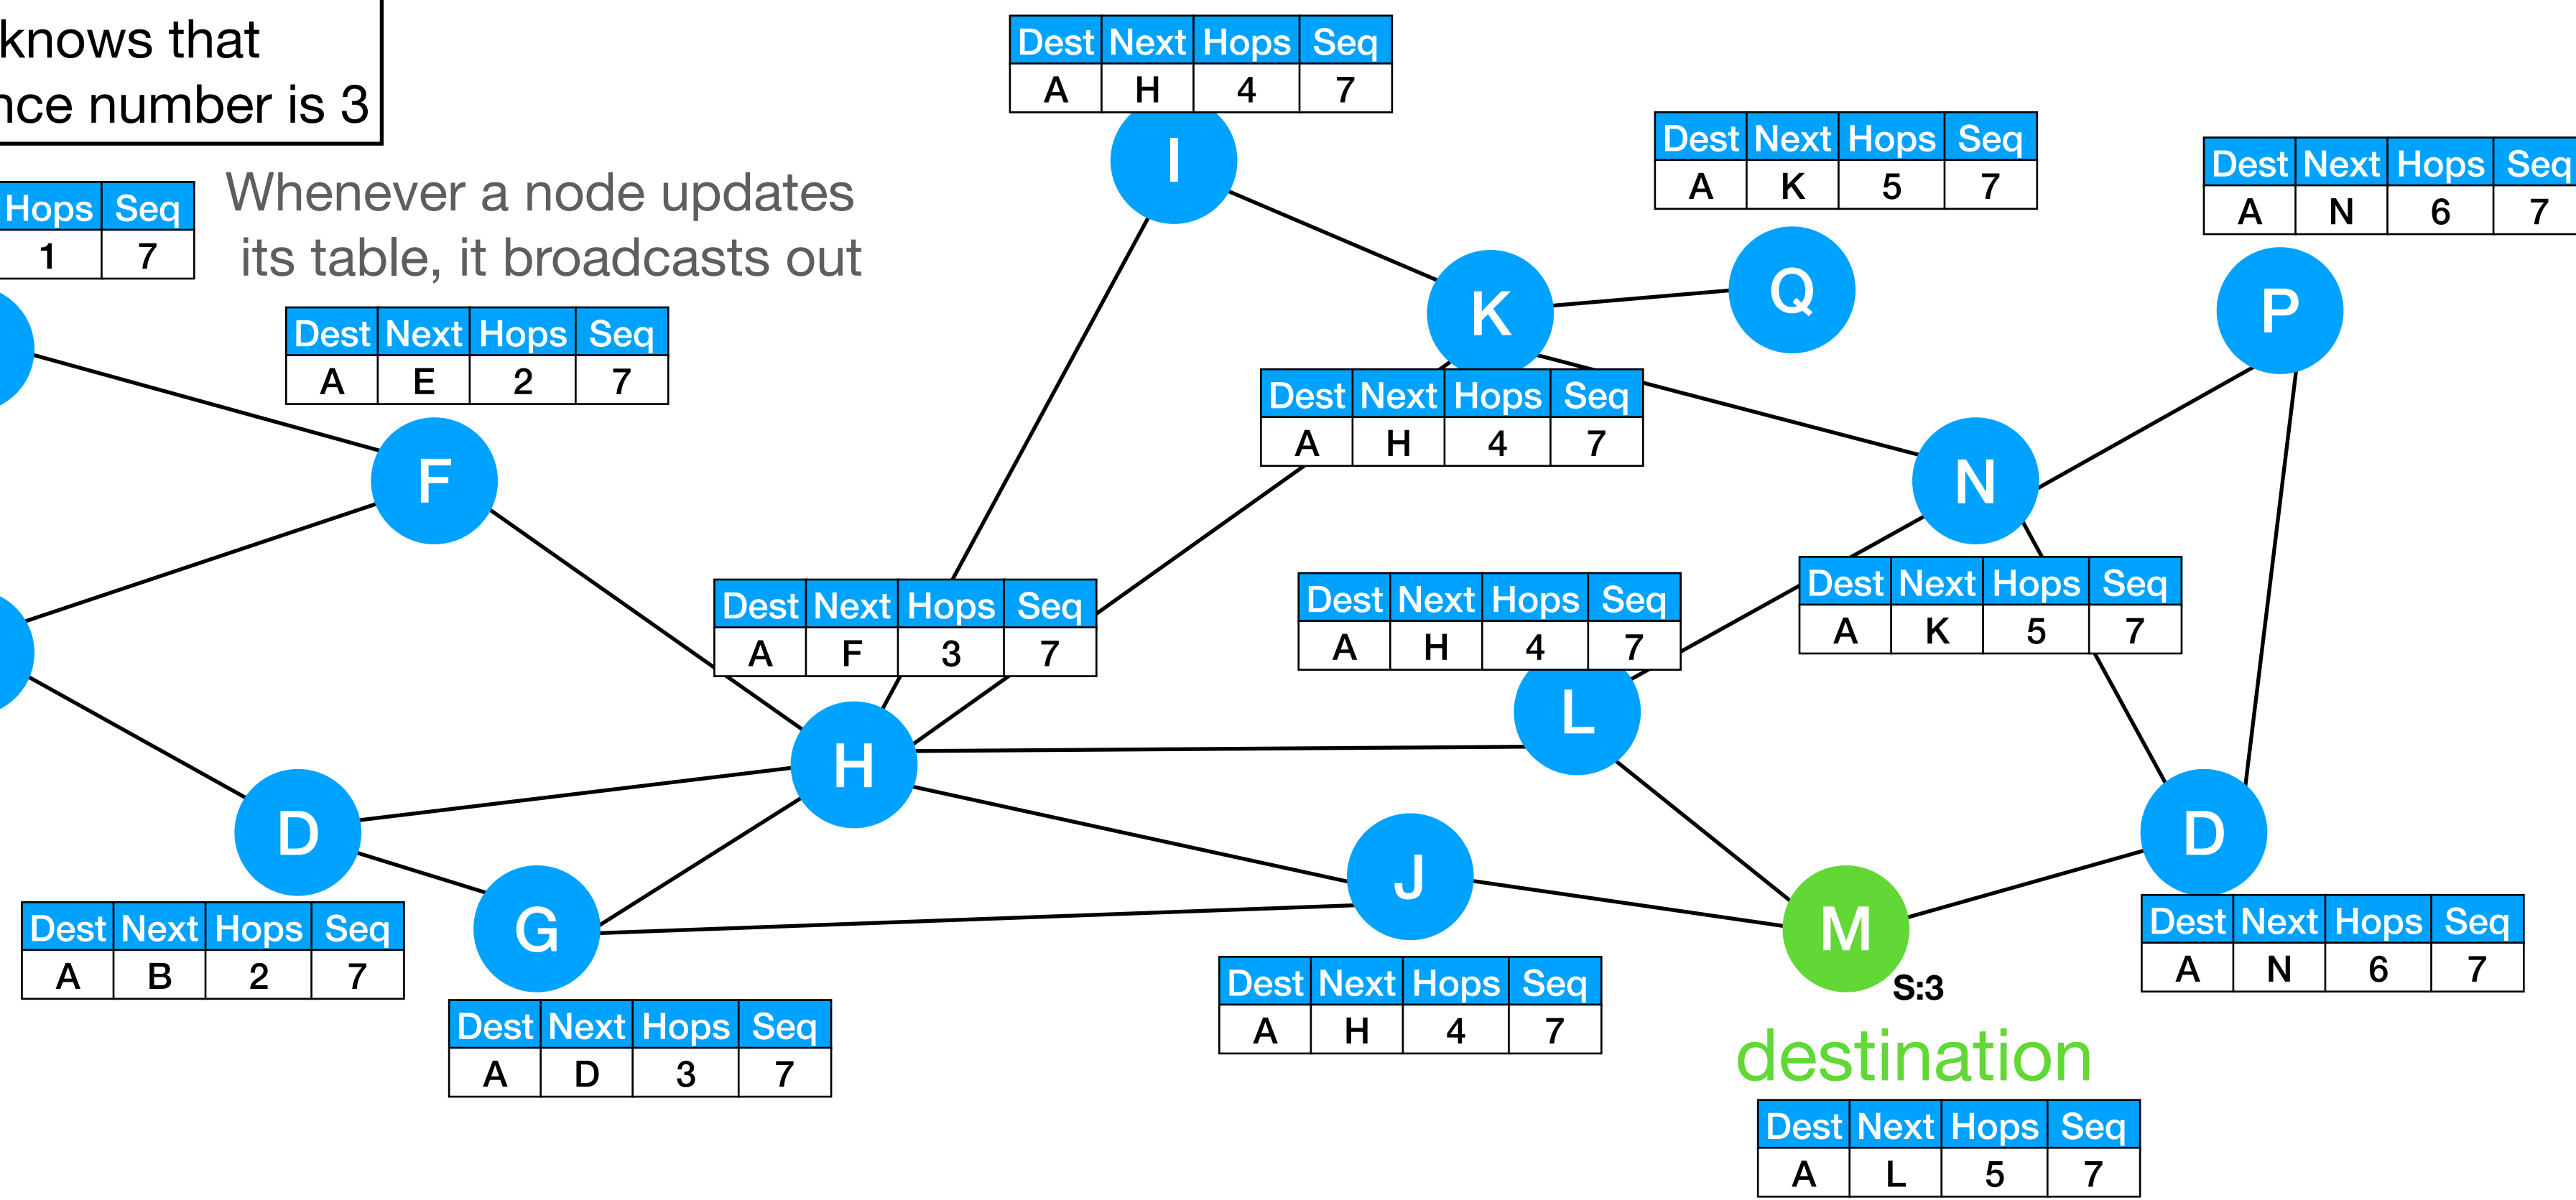 knows that
nce number is 3
Dest Next Hops Seq
A H 4 7
I
Dest Next Hops Seq
A K 5 7
Q
Dest Next Hops Seq
A N 6 7
P
Hops Seq
1 7
Whenever a node updates
its table, it broadcasts out
Dest Next Hops Seq
A E 2 7
F
K
Dest Next Hops Seq
A H 4 7
N
Dest Next Hops Seq
A K 5 7
Dest Next Hops Seq
A F 3 7
H
Dest Next Hops Seq
A H 4 7
L
D
Dest Next Hops Seq
A B 2 7
G
Dest Next Hops Seq
A D 3 7
J
Dest Next Hops Seq
A H 4 7
M
S:3
destination
Dest Next Hops Seq
A L 5 7
D
Dest Next Hops Seq
A N 6 7